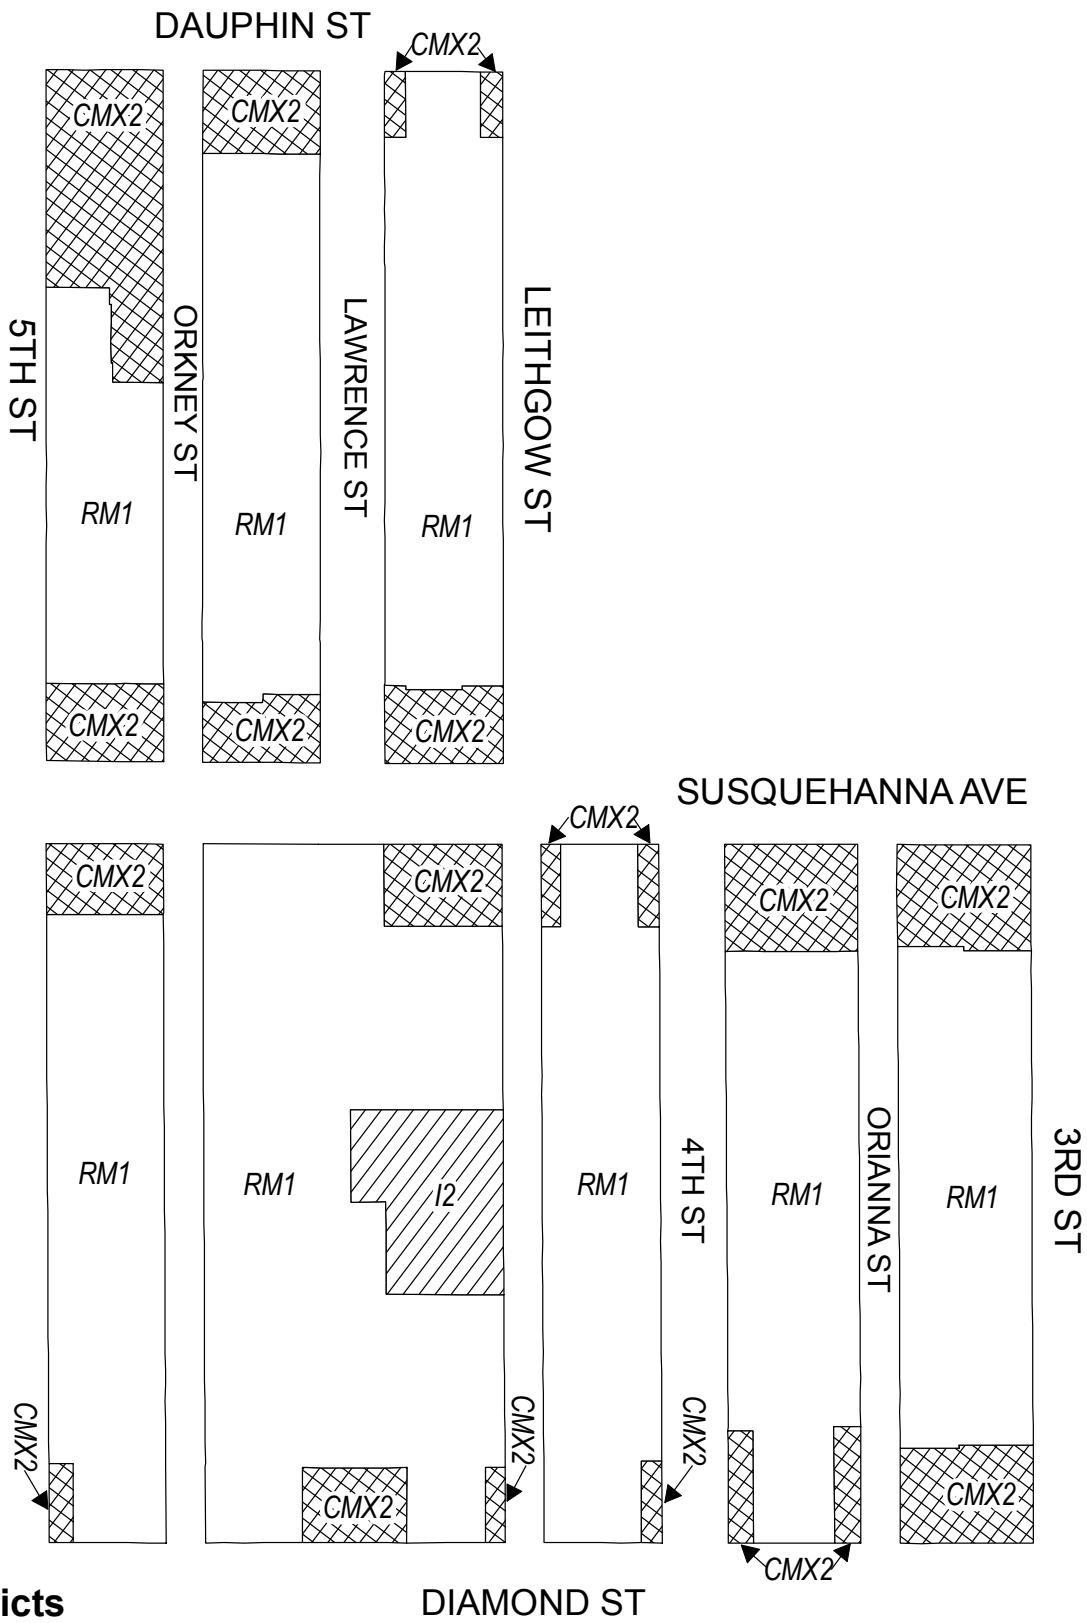 DAUPHIN ST
CMX2
CMX2
CMX2
5TH ST
ORKNEY ST
LAWRENCE ST
LEITHGOW ST
RM1
RM1
RM1
CMX2
CMX2
CMX2
SUSQUEHANNA AVE
CMX2
CMX2
CMX2
CMX2
CMX2
RM1
RM1
I2
RM1
4TH ST
RM1
ORIANNA ST
RM1
3RD ST
CMX2
CMX2
CMX2
CMX2
CMX2
CMX2
icts
DIAMOND ST